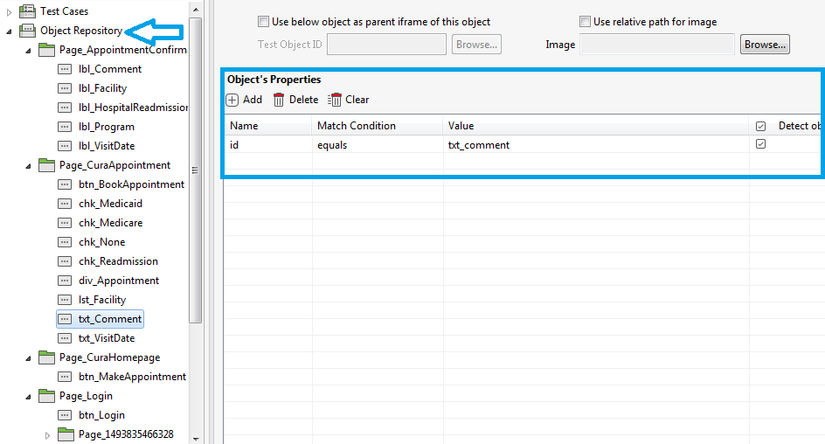 Test Cases
Object Repository
Page_AppointmentConfirm
lbl_Comment
lbl_Facility
lbl_HospitalReadmission
lbl_Program
lbl_VisitDate
Page_CuraAppointment
btn_BookAppointment
chk_Medicaid
chk_Medicare
chk_None
chk_Readmission
div_Appointment
lst_Facility
txt_Comment
txt_VisitDate
Page_CuraHomepage
btn_MakeAppointment
Page_Login
btn_Login
Page_1493835466328
Use below object as parent iframe of this object Use relative path for image
Test Object ID Browse... Image Browse...
Object's Properties
Add Delete Clear
Name Match Condition Value Detect ob
id equals txt_comment